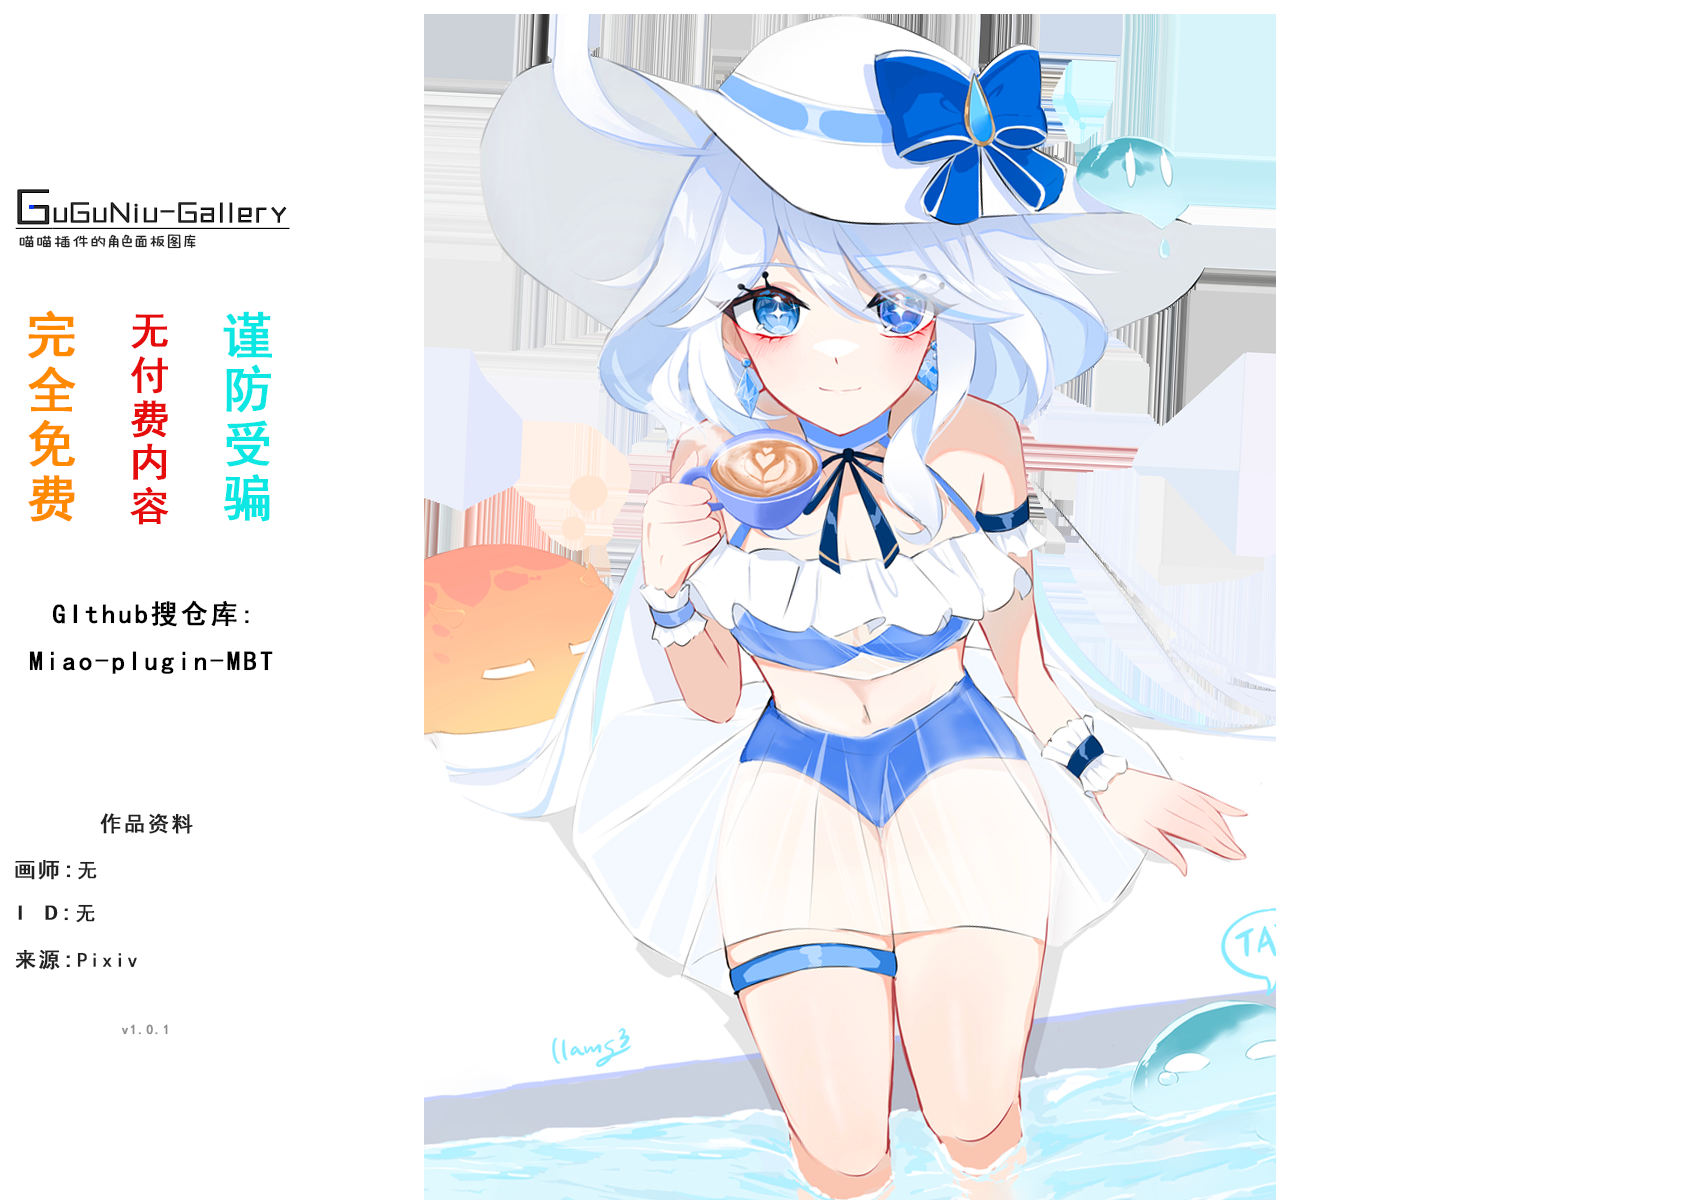 GuGuNiu-Gallery
喵喵插件的角色面板图库
完全免费
无付费内容
谨防受骗
GIthub搜仓库:
Miao-plugin-MBT
作品资料
画师:无
I D:无
来源:Pixiv
v1.0.1
TA